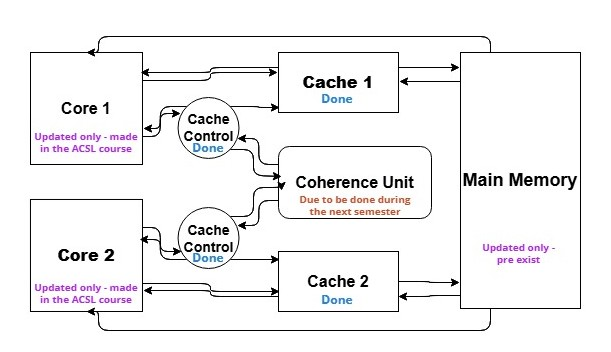 Core 1
Updated only - made
in the ACSL course
Cache 1
Done
Cache
Control
Done
Coherence Unit
Due to be done during
the next semester
Main Memory
Updated only -
pre exist
Core 2
Updated only - made
in the ACSL course
Cache
Control
Done
Cache 2
Done